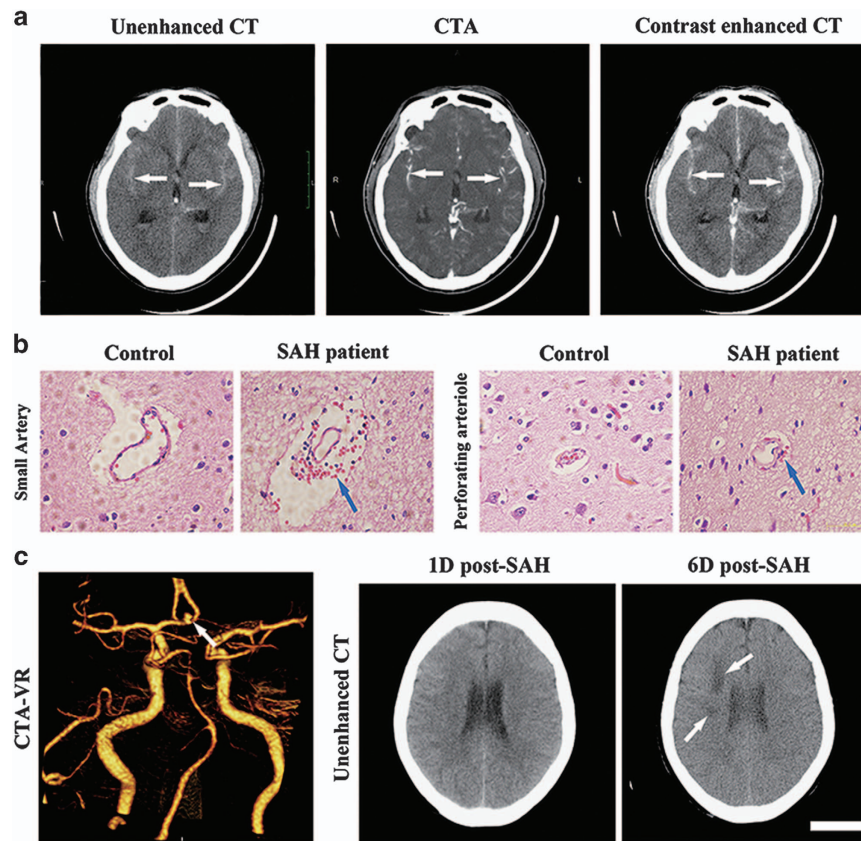 a
Unenhanced CT
CTA
Contrast enhanced CT
R
L
b
Control
SAH patient
Control
SAH patient
Small Artery
Perforating arteriole
c
1D post-SAH
6D post-SAH
CTA-VR
Unenhanced CT